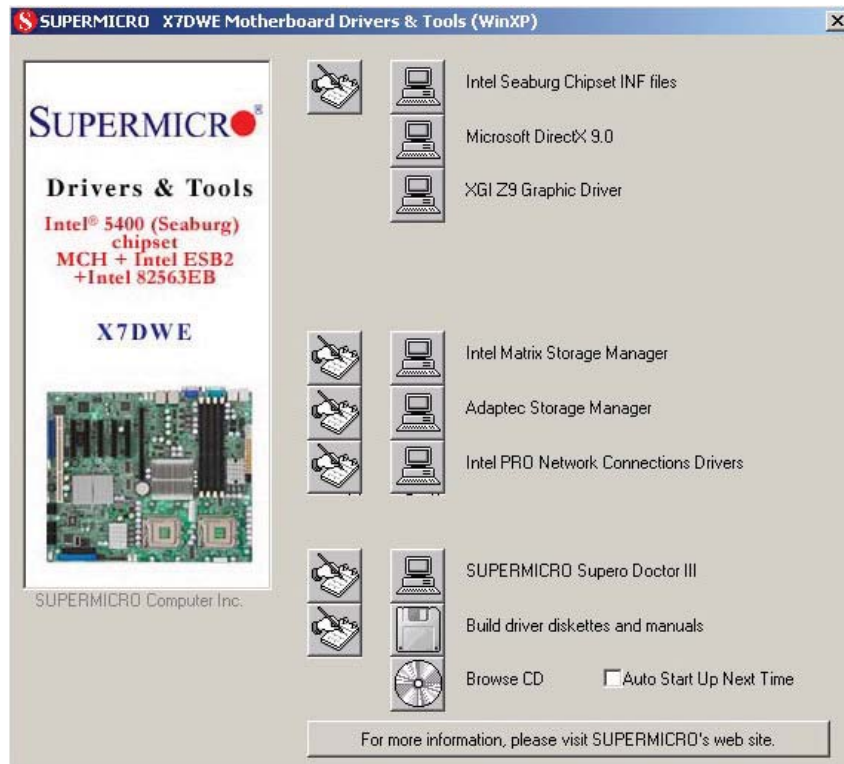 SUPERMICRO X7DWE Motherboard Drivers & Tools (WinXP)
SUPERMICRO®
Drivers & Tools
Intel® 5400 (Seaburg)
chipset
MCH + Intel ESB2
+Intel 82563EB
X7DWE
SUPERMICRO Computer Inc.
Intel Seaburg Chipset INF files
Microsoft DirectX 9.0
XGI Z9 Graphic Driver
Intel Matrix Storage Manager
Adaptec Storage Manager
Intel PRO Network Connections Drivers
SUPERMICRO Supero Doctor III
Build driver diskettes and manuals
Browse CD
Auto Start Up Next Time
For more information, please visit SUPERMICRO's web site.